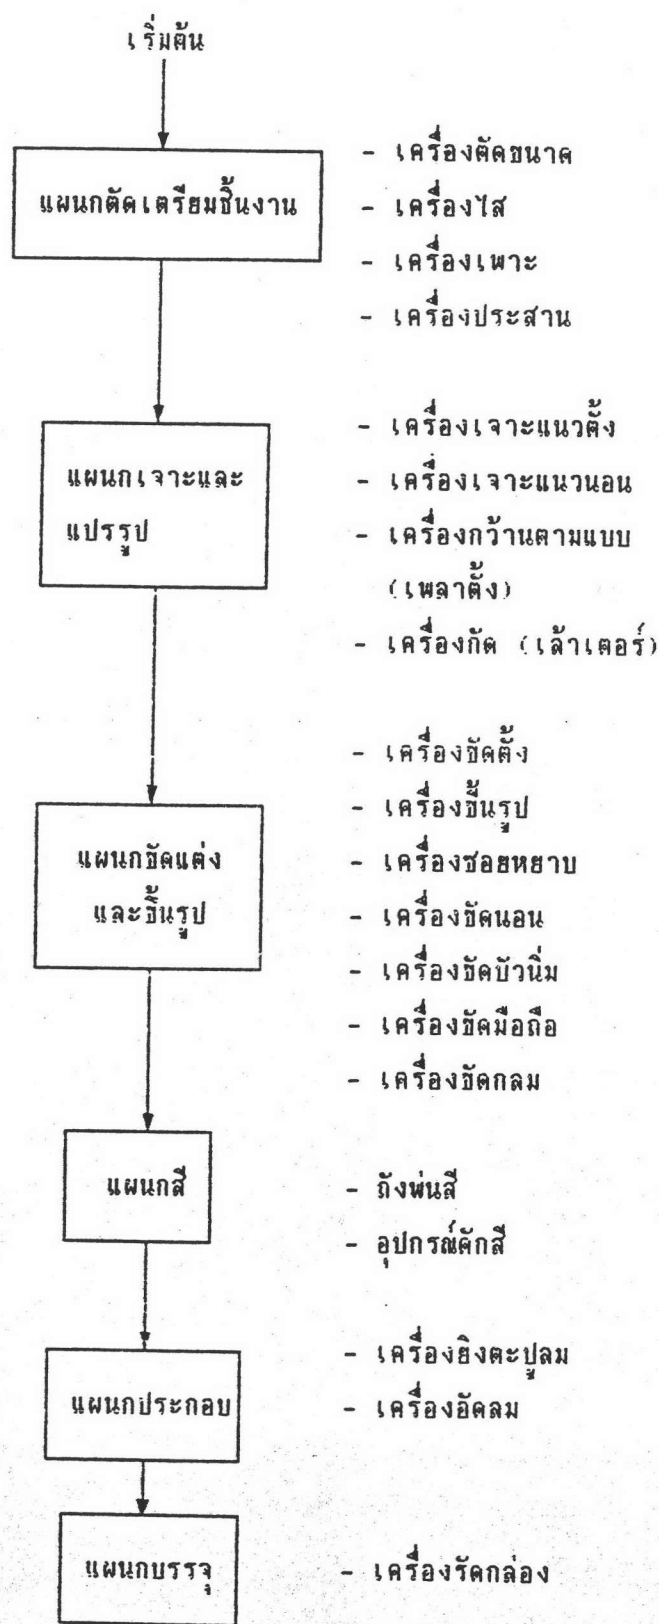 เริ่มต้น
แผนกตัดเตรียมชิ้นงาน
- เครื่องตัดขนาด
- เครื่องไส
- เครื่องเพาะ
- เครื่องประสาน
แผนกเจาะและ
แปรรูป
- เครื่องเจาะแนวตั้ง
- เครื่องเจาะแนวนอน
- เครื่องกว้านตามแบบ
(เพลาตั้ง)
- เครื่องกัด (เล้าเตอร์)
แผนกขัดแต่ง
และขึ้นรูป
- เครื่องขัดตั้ง
- เครื่องขึ้นรูป
- เครื่องซอยหยาบ
- เครื่องขัดนอน
- เครื่องขัดบัวนิ่ม
- เครื่องขัดมือถือ
- เครื่องขัดกลม
แผนกสี
- ถังพ่นสี
- อุปกรณ์ดักสี
แผนกประกอบ
- เครื่องยิงตะปูลม
- เครื่องอัดลม
แผนกบรรจุ
- เครื่องรัดกล่อง